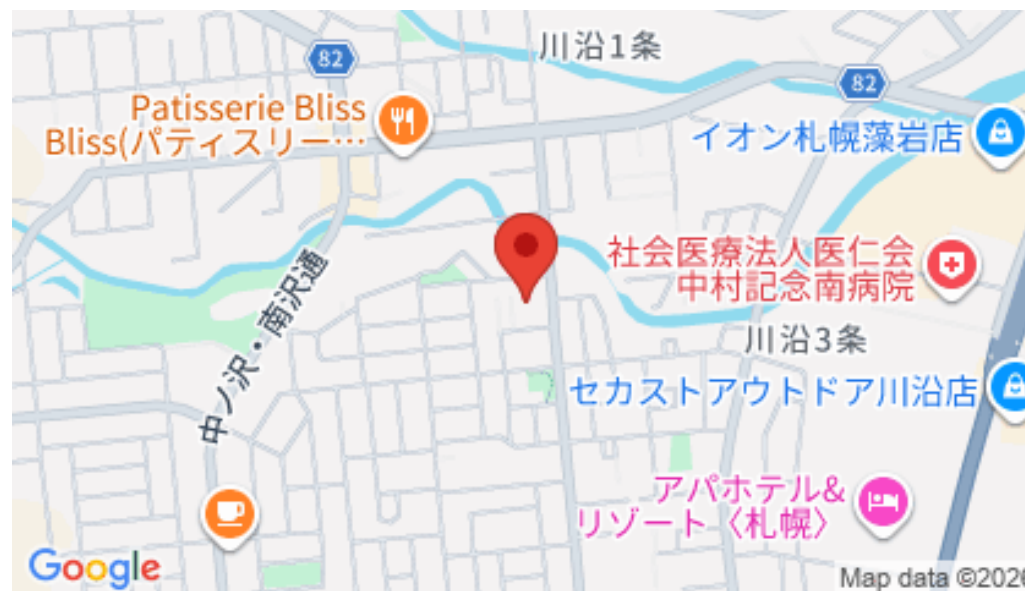 川沿1条
82
82
Patisserie Bliss
Bliss(パティスリー…
イオン札幌藻岩店
社会医療法人医仁会
中村記念南病院
中ノ沢・南沢通
川沿3条
セカストアウトドア川沿店
アパホテル&
リゾート〈札幌〉
Google
Map data ©2026